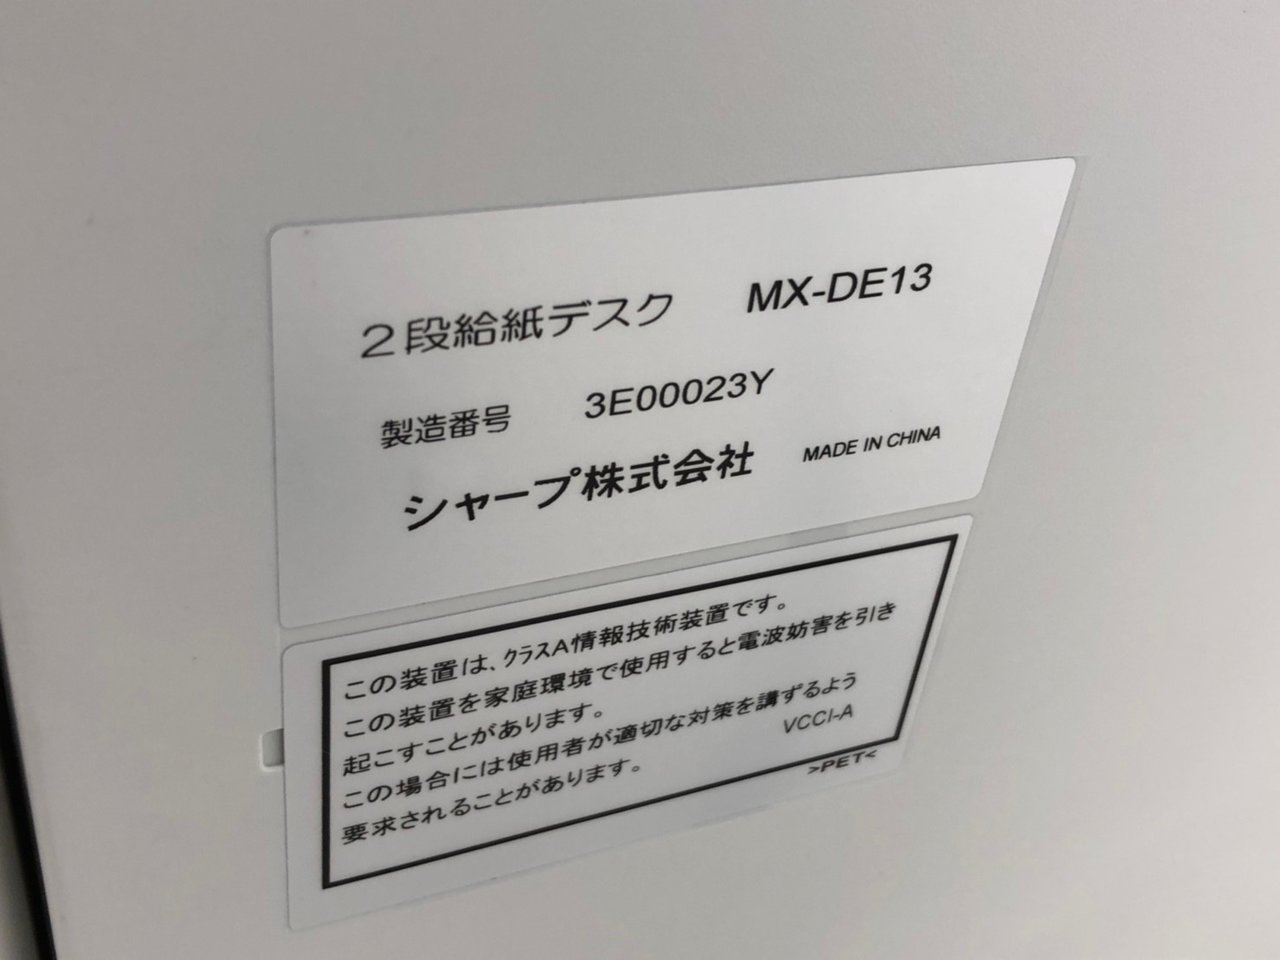 ２段給紙デスク MX-DE13
製造番号 3E00023Y
シャープ株式会社 MADE IN CHINA
この装置は、クラスA情報技術装置です。
この装置を家庭環境で使用すると電波妨害を引き
起こすことがあります。
この場合には使用者が適切な対策を講ずるよう
要求されることがあります。
VCCI-A
>PET<